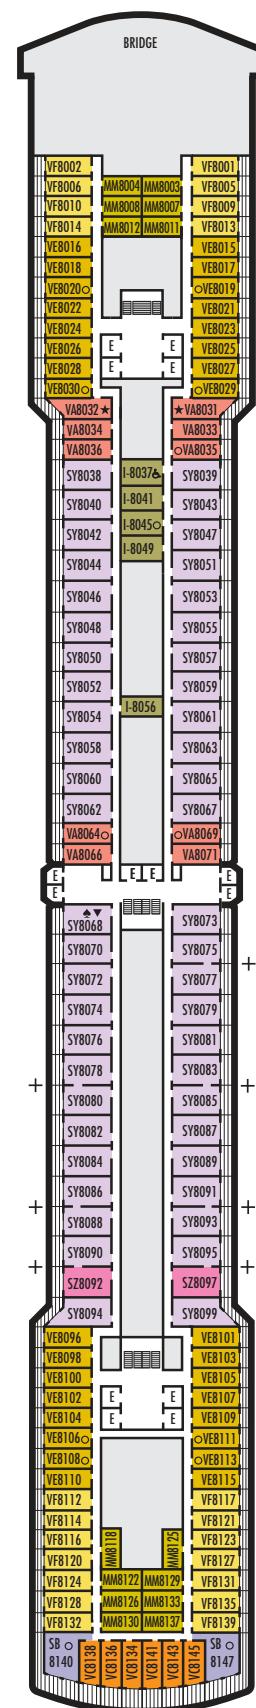 BRIDGE
VF8002 VF8001
VF8006 MM8004 MM8003 VF8005
VF8010 MM8008 MM8007 VF8009
VF8014 MM8012 MM8011 VF8013
VE8016 VE8015
VE8018 VE8017
VE8020 VE8019
VE8022 VE8021
VE8024 VE8023
VE8026 E E VE8025
VE8028 E E VE8027
VE8030 VE8029
VA8032 VA8031
VA8034 VA8033
VA8036 VA8035
SY8038 I-8037 SY8039
SY8040 I-8041 SY8043
SY8042 I-8045 SY8047
SY8044 I-8049 SY8051
SY8046 SY8053
SY8048 SY8055
SY8050 SY8057
SY8052 SY8059
SY8054 I-8056 SY8061
SY8058 SY8063
SY8060 SY8065
SY8062 SY8067
VA8064 VA8069
VA8066 VA8071
E E E E
E E
SY8068 SY8073
SY8070 SY8075
SY8072 SY8077
SY8074 SY8079
SY8076 SY8081
SY8078 SY8083
SY8080 SY8085
SY8082 SY8087
SY8084 SY8089
SY8086 SY8091
SY8088 SY8093
SY8090 SY8095
SZ8092 SZ8097
SY8094 SY8099
VE8096 VE8101
VE8098 VE8103
VE8100 VE8105
VE8102 E E VE8107
VE8104 E E VE8109
VE8106 VE8111
VE8108 VE8113
VE8110 VE8115
VF8112 VF8117
VF8114 VF8121
VF8116 MM8118 MM8125 VF8123
VF8120 VF8127
VF8124 MM8122 MM8129 VF8131
VF8128 MM8126 MM8133 VF8135
VF8132 MM8130 MM8137 VF8139
SB
8140
VC8138
VC8136
VC8134
VC8141
VC8143
VC8145
SB
8147